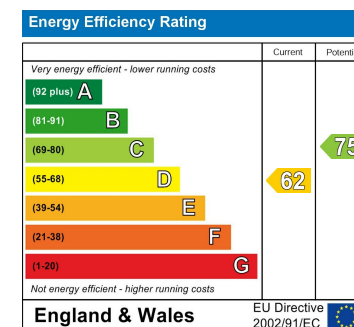 Energy Efficiency Rating
Current
Very energy efficient - lower running costs
(92 plus) A
(81-91) B
(69-80) C
75
(55-68) D
62
(39-54) E
(21-38) F
(1-20) G
Not energy efficient - higher running costs
England & Wales
EU Directive
2002/91/EC